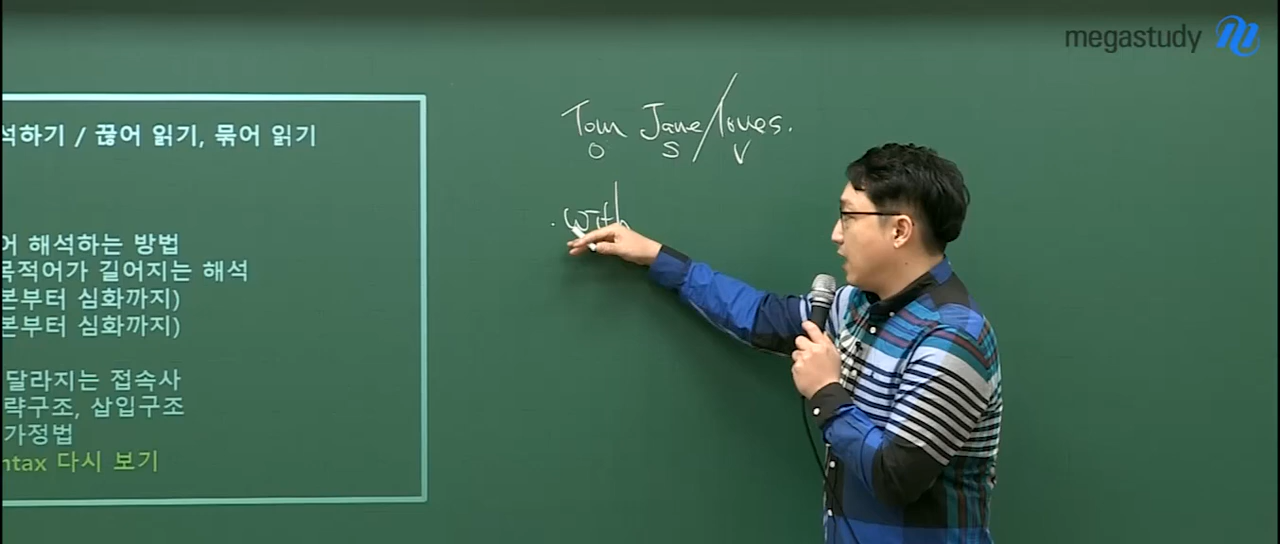 megastudy
석하기 / 끊어 읽기, 묶어 읽기
어 해석하는 방법
목적어가 길어지는 해석
본부터 심화까지)
본부터 심화까지)
달라지는 접속사
략구조, 삽입구조
가정법
ntax 다시 보기
Tom Jane/loves.
O S V
. with